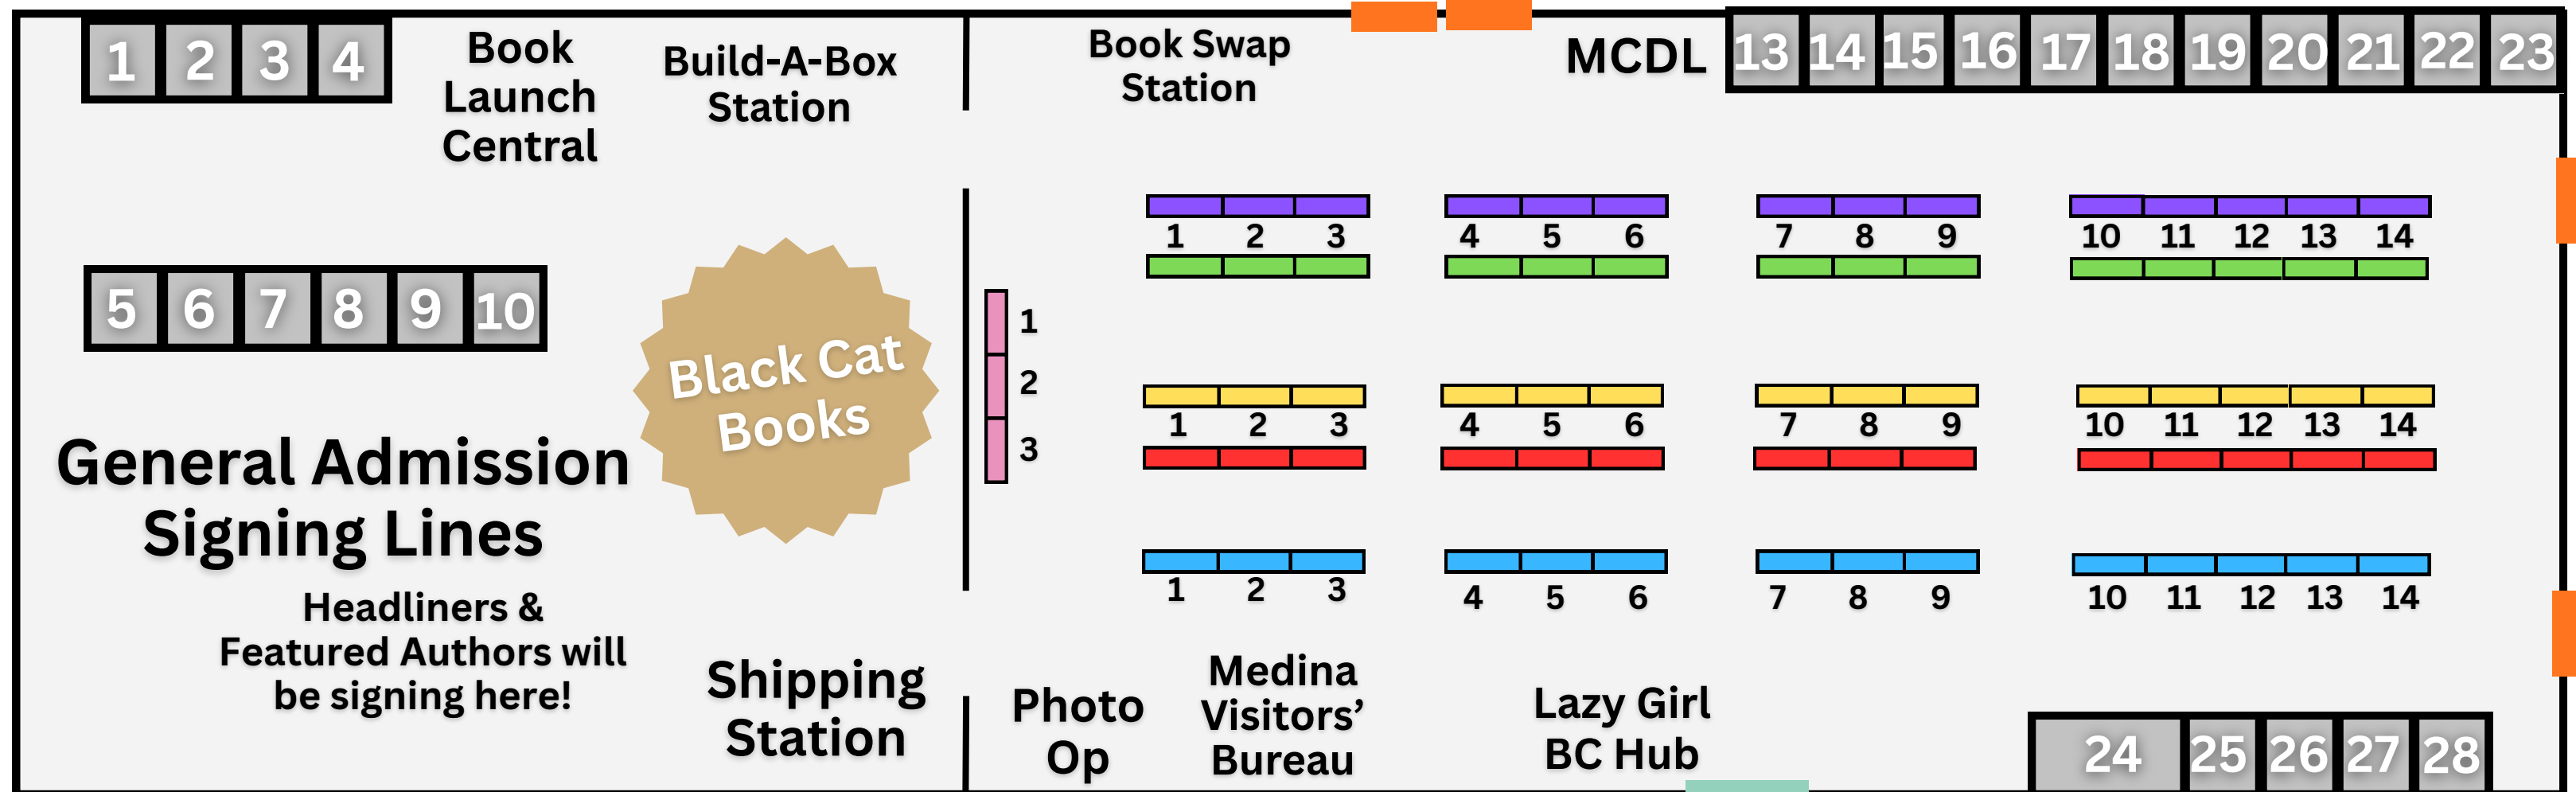 1 2 3 4
Book
Launch
Central
Build-A-Box
Station
Book Swap
Station
MCDL
13 14 15 16 17 18 19 20 21 22 23
1 2 3
4 5 6
7 8 9
10 11 12 13 14
5 6 7 8 9 10
Black Cat
Books
1
2
3
1 2 3
4 5 6
7 8 9
10 11 12 13 14
General Admission
Signing Lines
Headliners &
Featured Authors will
be signing here!
1 2 3
4 5 6
7 8 9
10 11 12 13 14
Shipping
Station
Photo
Op
Medina
Visitors’
Bureau
Lazy Girl
BC Hub
24 25 26 27 28